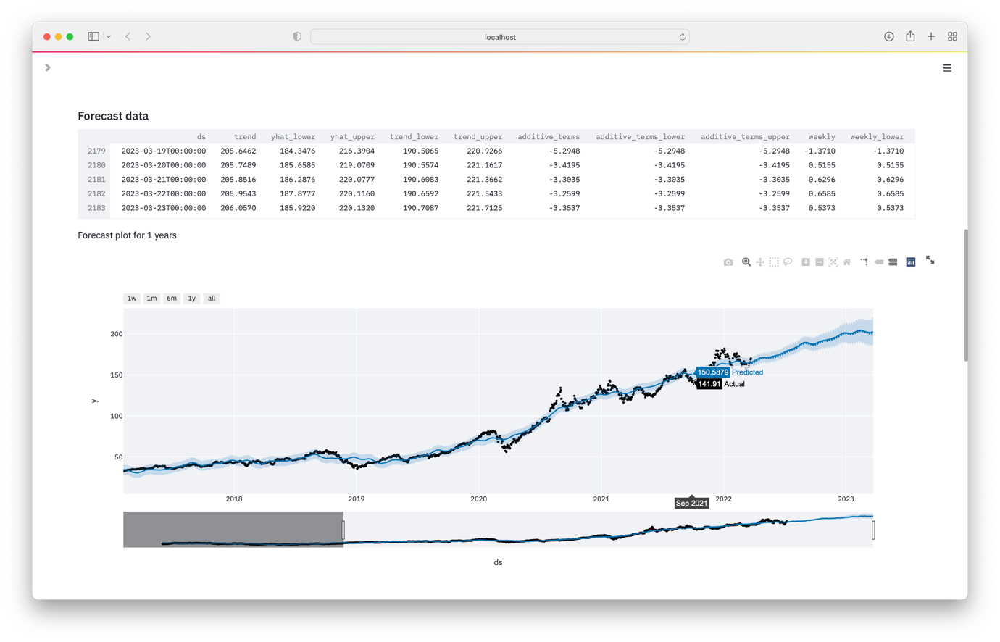 localhost
Forecast data
ds trend yhat_lower yhat_upper trend_lower trend_upper additive_terms additive_terms_lower additive_terms_upper weekly weekly_lower
2179 2023-03-19T00:00:00 205.6462 184.3476 216.3904 190.5065 220.9266 -5.2948 -5.2948 -5.2948 -1.3710 -1.3710
2180 2023-03-20T00:00:00 205.7489 185.6585 219.0709 190.5574 221.1617 -3.4195 -3.4195 -3.4195 0.5155 0.5155
2181 2023-03-21T00:00:00 205.8516 186.2876 220.0777 190.6083 221.3662 -3.3035 -3.3035 -3.3035 0.6296 0.6296
2182 2023-03-22T00:00:00 205.9543 187.8777 220.1160 190.6592 221.5433 -3.2599 -3.2599 -3.2599 0.6585 0.6585
2183 2023-03-23T00:00:00 206.0570 185.9220 220.1320 190.7087 221.7125 -3.3537 -3.3537 -3.3537 0.5373 0.5373
Forecast plot for 1 years
1w 1m 6m 1y all
200
150
150.5879 Predicted
141.91 Actual
y
100
50
2018 2019 2020 2021 2022 2023
Sep 2021
ds